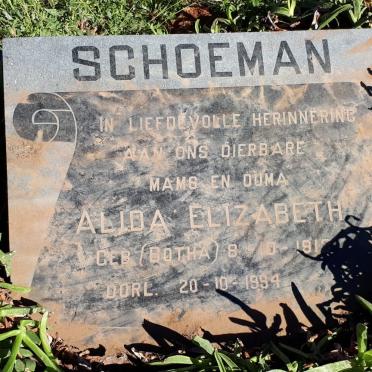 SCHOEMAN
IN LIEFDEVOLLE HERINNERING
AAN ONS DIERBARE
MAMS EN OUMA
ALIDA ELIZABETH
GEB (BOTHA) 8-10-
OORL. 20-10-1994